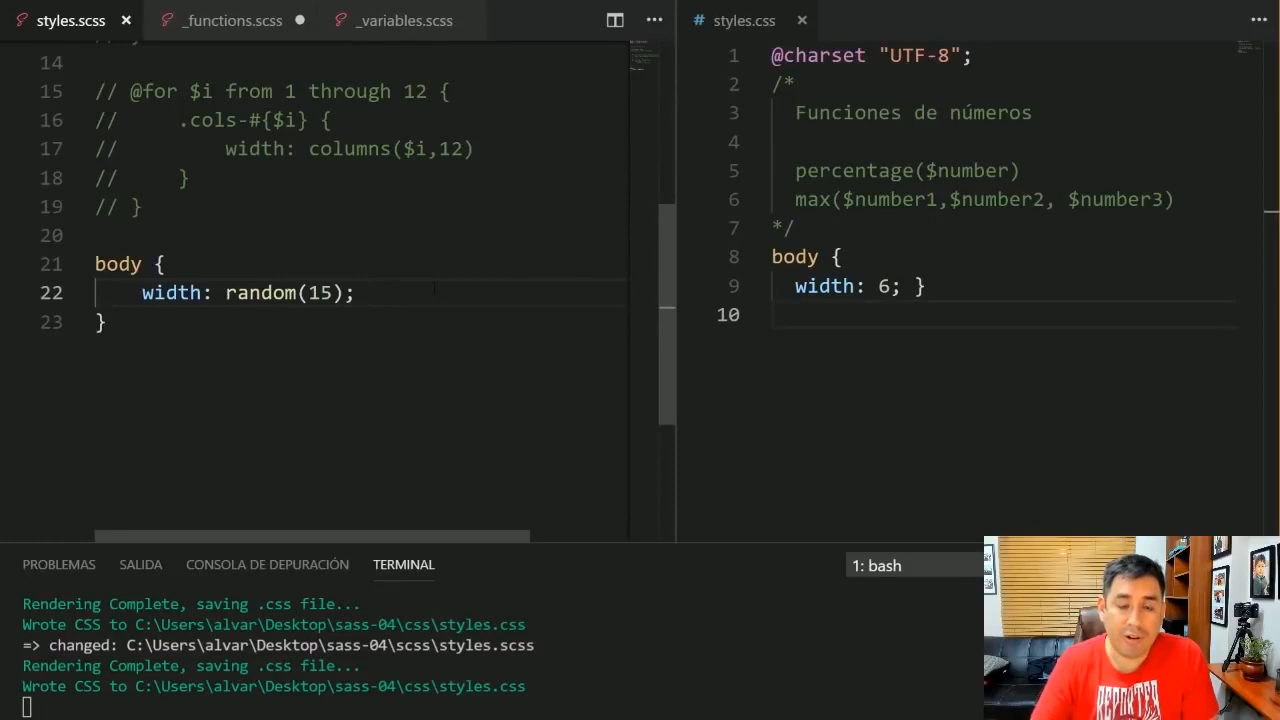 styles.scss
_functions.scss
_variables.scss
14
15 // @for $i from 1 through 12 {
16 //     .cols-#{$i} {
17 //         width: columns($i,12)
18 //     }
19 // }
20
21 body {
22     width: random(15);
23 }
# styles.css
1 @charset "UTF-8";
2 /*
3   Funciones de números
4
5   percentage($number)
6   max($number1,$number2, $number3)
7 */
8 body {
9   width: 6; }
10
PROBLEMAS SALIDA CONSOLA DE DEPURACIÓN TERMINAL
1: bash
Rendering Complete, saving .css file...
Wrote CSS to C:\Users\alvar\Desktop\sass-04\css\styles.css
=> changed: C:\Users\alvar\Desktop\sass-04\scss\styles.scss
Rendering Complete, saving .css file...
Wrote CSS to C:\Users\alvar\Desktop\sass-04\css\styles.css
REPORTER